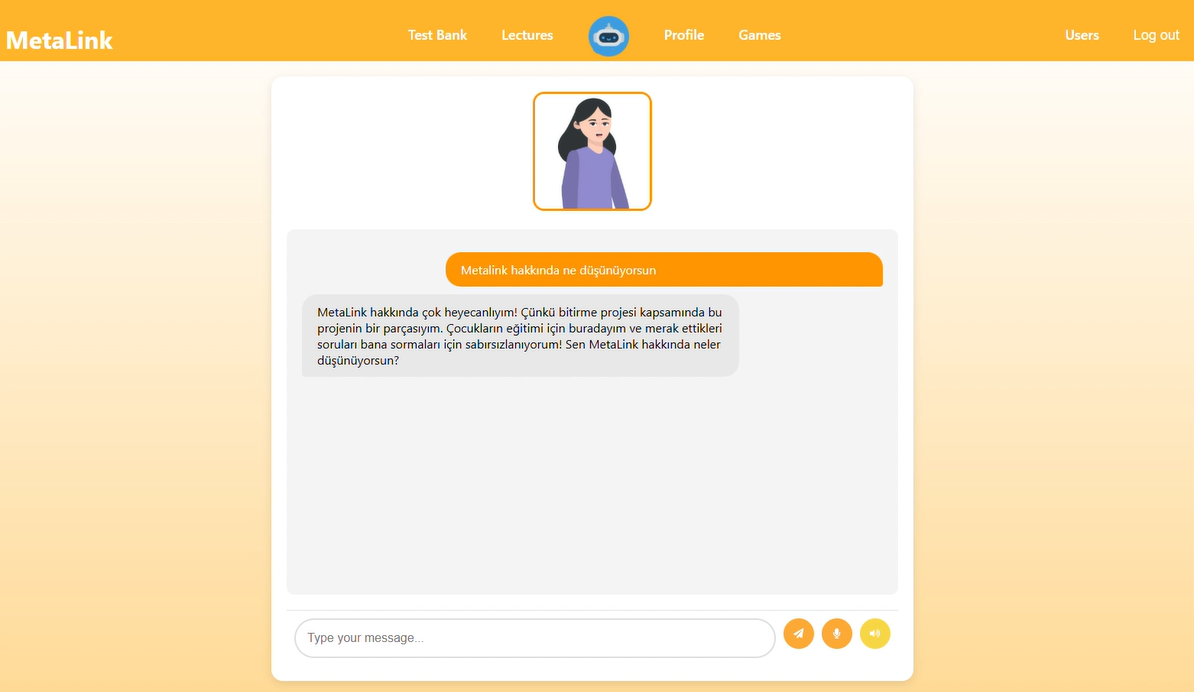 MetaLink
Test Bank
Lectures
Profile
Games
Users
Log out
Metalink hakkında ne düşünüyorsun
MetaLink hakkında çok heyecanlıyım! Çünkü bitirme projesi kapsamında bu
projenin bir parçasıyım. Çocukların eğitimi için buradayım ve merak ettikleri
soruları bana sormaları için sabırsızlanıyorum! Sen MetaLink hakkında neler
düşünüyorsun?
Type your message...